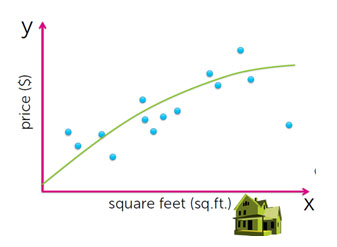 y
price ($)
square feet (sq.ft.)
x